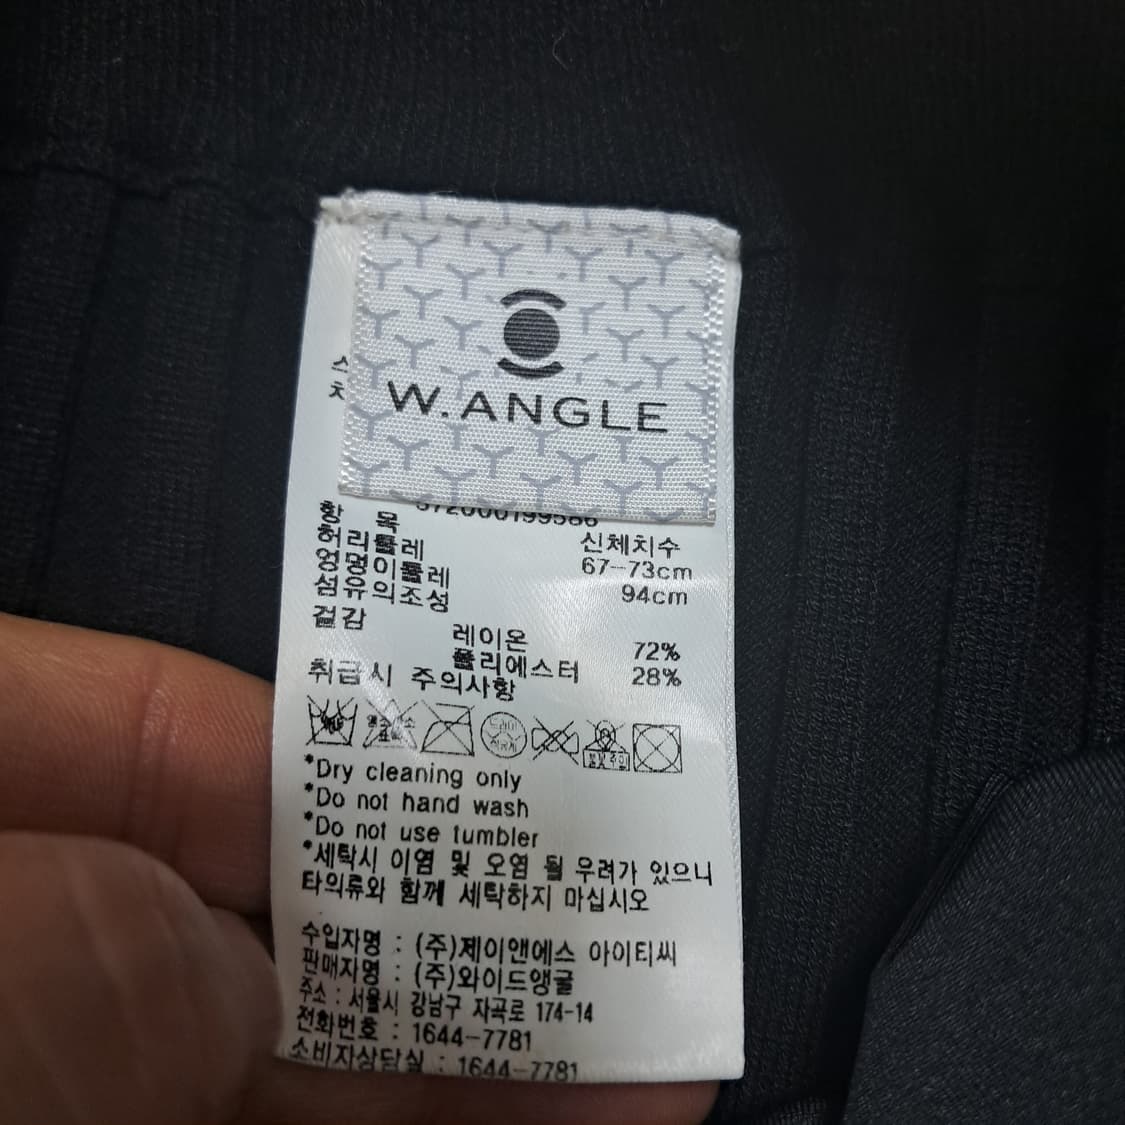 W.ANGLE
항 목 신체치수
허리둘레 67-73cm
엉덩이둘레 94cm
섬유의조성
겉감
레이온 72%
폴리에스터 28%
취급시 주의사항
*Dry cleaning only
*Do not hand wash
*Do not use tumbler
*세탁시 이염 및 오염 될 우려가 있으니
타의류와 함께 세탁하지 마십시오
수입자명 : (주)제이앤에스 아이티씨
판매자명 : (주)와이드앵글
주소 : 서울시 강남구 자곡로 174-14
전화번호 : 1644-7781
소비자상담실 : 1644-7781